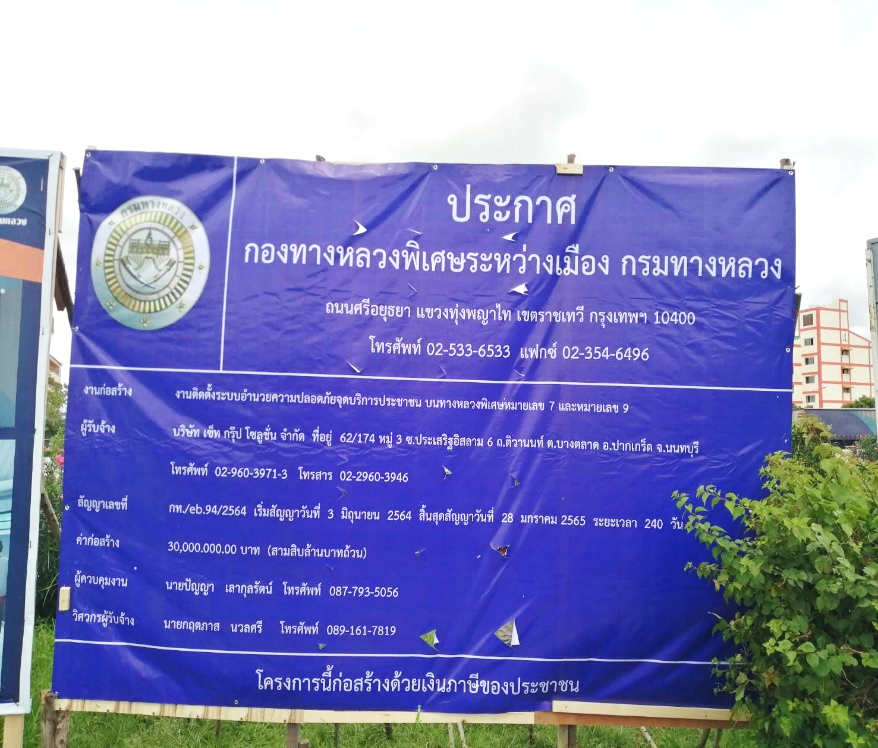 กรมทางหลวง
ประกาศ
กองทางหลวงพิเศษระหว่างเมือง กรมทางหลวง
ถนนศรีอยุธยา แขวงทุ่งพญาไท เขตราชเทวี กรุงเทพฯ 10400
โทรศัพท์ 02-533-6533 แฟกซ์ 02-354-6496
งานก่อสร้าง งานติดตั้งระบบอำนวยความปลอดภัยจุดบริการประชาชน บนทางหลวงพิเศษหมายเลข 7 และหมายเลข 9
ผู้รับจ้าง บริษัท เซ็พ กรุ๊ป โซลูชั่น จำกัด ที่อยู่ 62/174 หมู่ 3 ซ.ประเสริฐอิสลาม 6 ถ.ติวานนท์ ต.บางตลาด อ.ปากเกร็ด จ.นนทบุรี
โทรศัพท์ 02-960-3971-3 โทรสาร 02-2960-3946
สัญญาเลขที่ กท./eb.94/2564 เริ่มสัญญาวันที่ 3 มิถุนายน 2564 สิ้นสุดสัญญาวันที่ 28 มกราคม 2565 ระยะเวลา 240 วัน
ค่าก่อสร้าง 30,000.000.00 บาท (สามสิบล้านบาทถ้วน)
ผู้ควบคุมงาน นายปัญญา เลากุลรัตน์ โทรศัพท์ 087-793-5056
วิศวกรผู้รับจ้าง นายกฤตภาส นวลศรี โทรศัพท์ 089-161-7819
โครงการนี้ก่อสร้างด้วยเงินภาษีของประชาชน